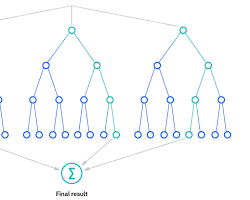 Σ
Final result